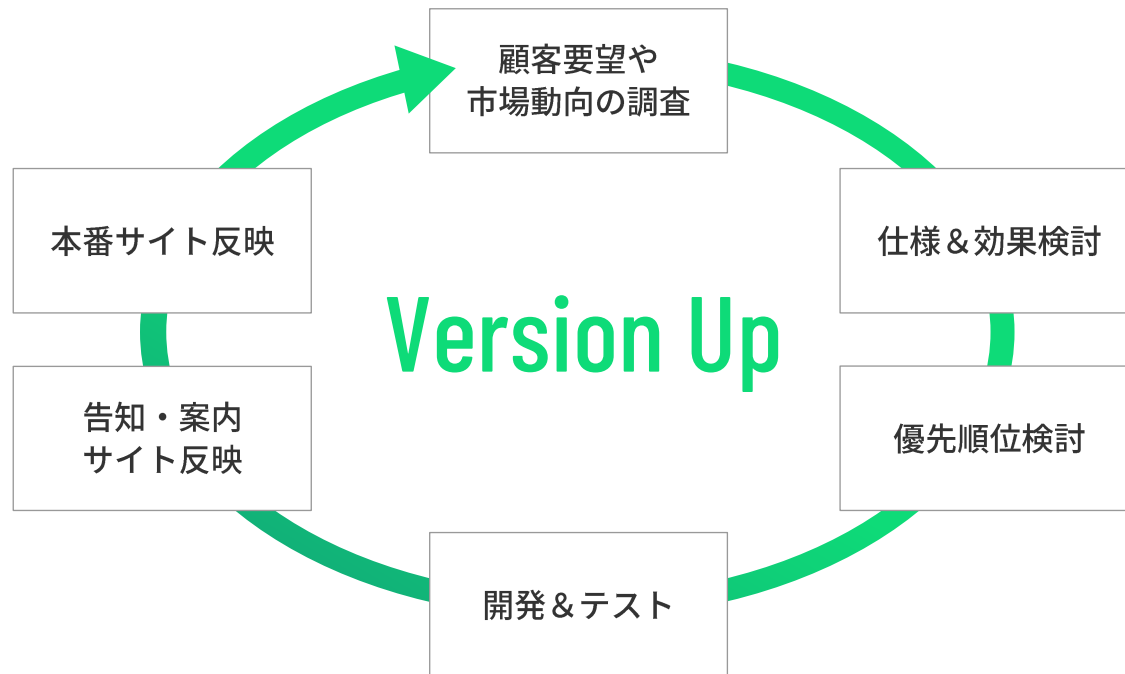 顧客要望や
市場動向の調査
本番サイト反映
仕様＆効果検討
Version Up
告知・案内
サイト反映
優先順位検討
開発＆テスト